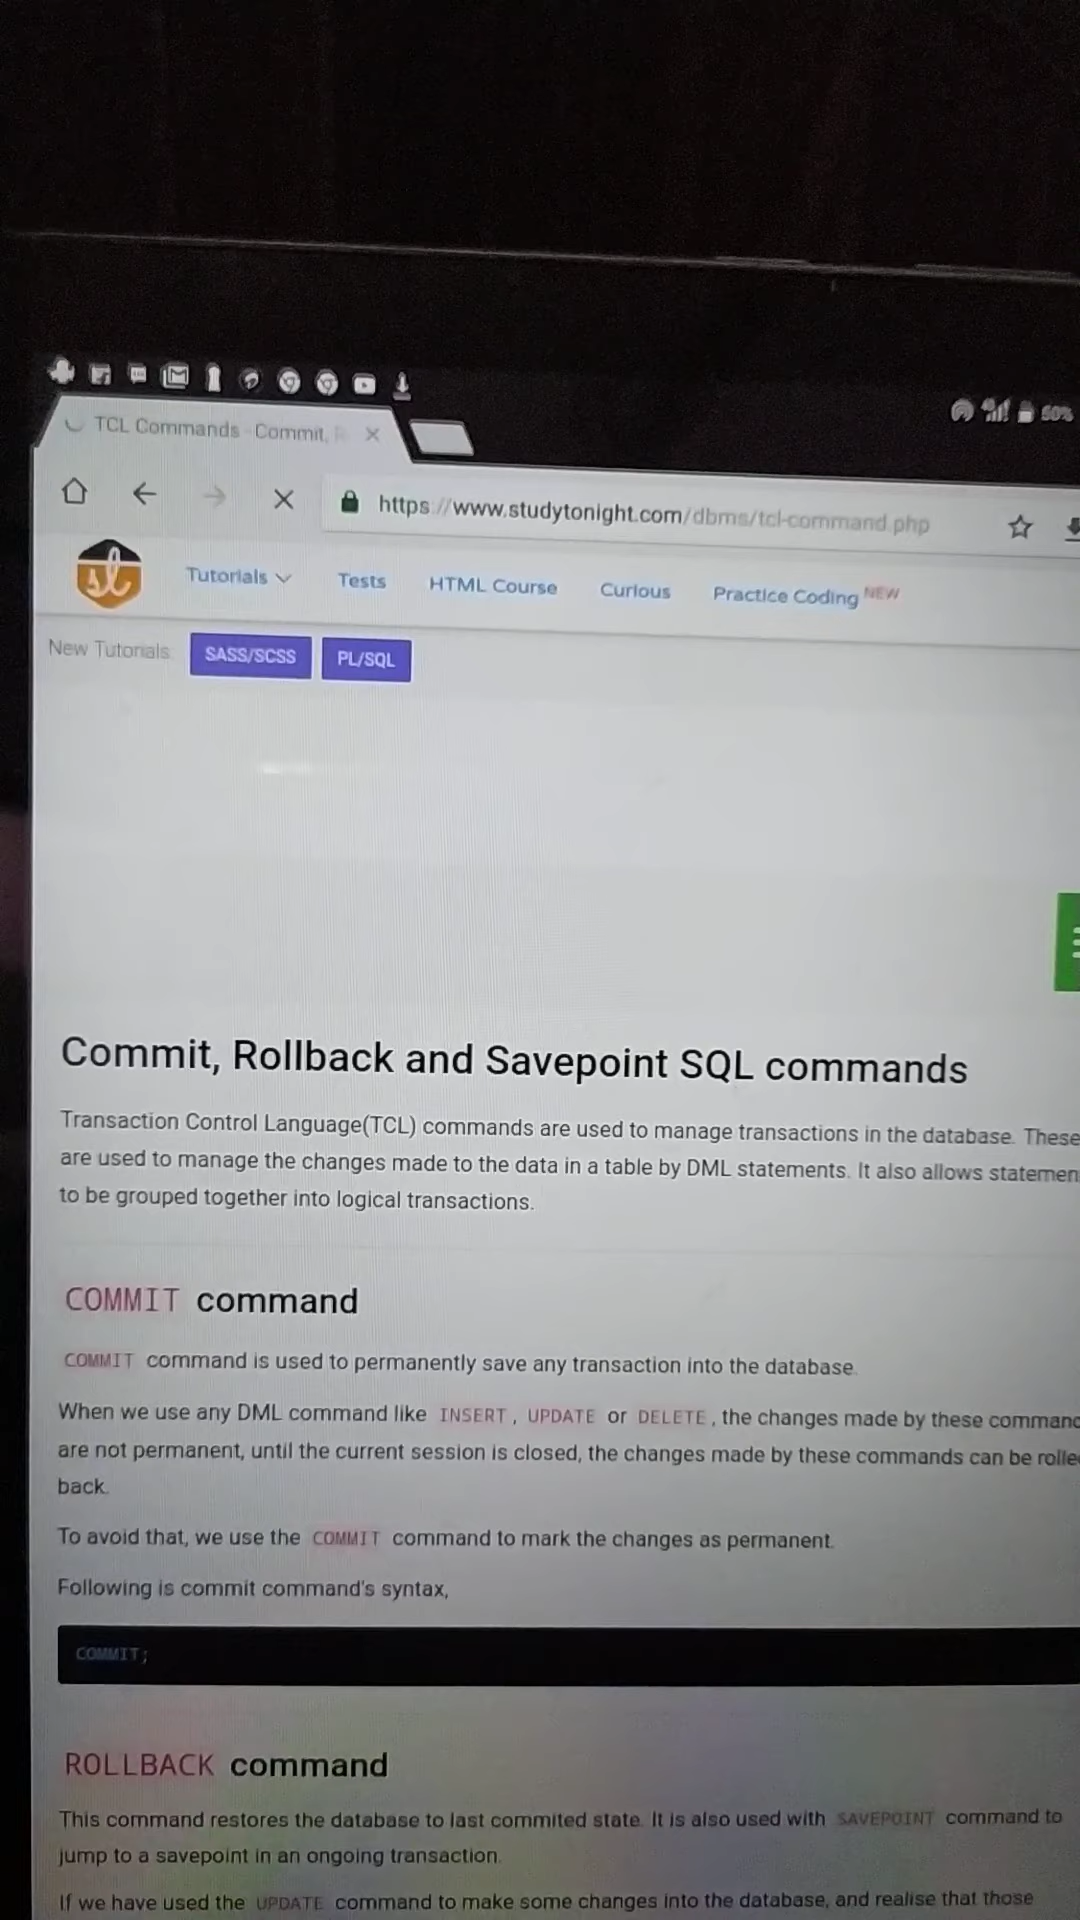 60%
TCL Commands - Commit, R
https://www.studytonight.com/dbms/tcl-command.php
st Tutorials Tests HTML Course Curious Practice Coding NEW
New Tutorials: SASS/SCSS PL/SQL
Commit, Rollback and Savepoint SQL commands
Transaction Control Language(TCL) commands are used to manage transactions in the database. These
are used to manage the changes made to the data in a table by DML statements. It also allows statemen
to be grouped together into logical transactions.
COMMIT command
COMMIT command is used to permanently save any transaction into the database.
When we use any DML command like INSERT, UPDATE or DELETE, the changes made by these command
are not permanent, until the current session is closed, the changes made by these commands can be rolle
back.
To avoid that, we use the COMMIT command to mark the changes as permanent.
Following is commit command's syntax,
COMMIT;
ROLLBACK command
This command restores the database to last commited state. It is also used with SAVEPOINT command to
jump to a savepoint in an ongoing transaction.
If we have used the UPDATE command to make some changes into the database, and realise that those